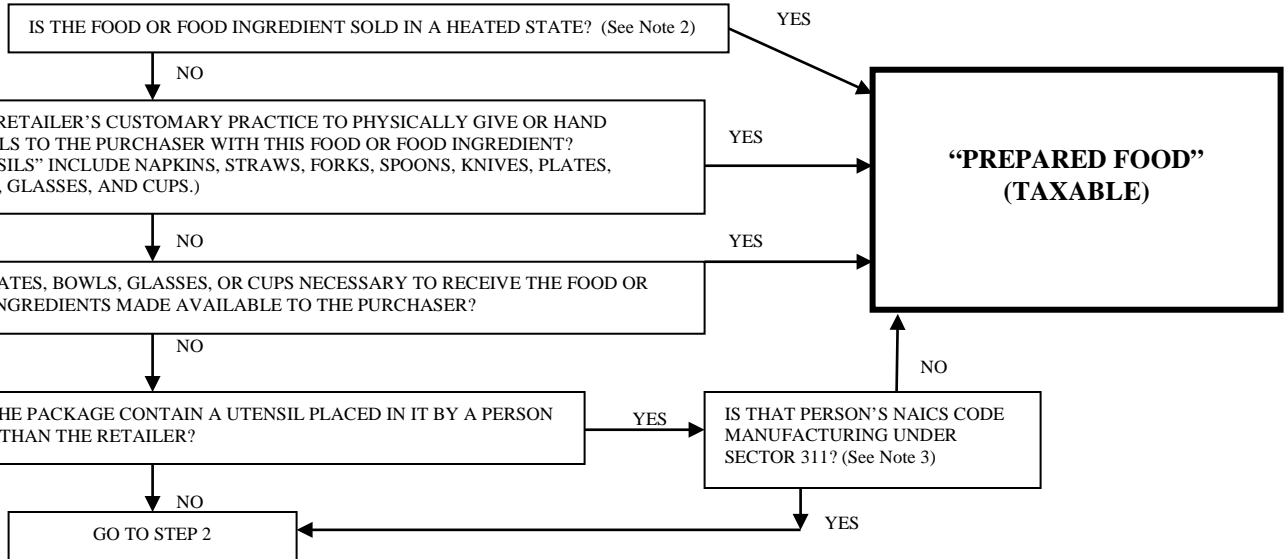 IS THE FOOD OR FOOD INGREDIENT SOLD IN A HEATED STATE? (See Note 2)
YES
NO
RETAILER’S CUSTOMARY PRACTICE TO PHYSICALLY GIVE OR HAND
LS TO THE PURCHASER WITH THIS FOOD OR FOOD INGREDIENT?
SILS” INCLUDE NAPKINS, STRAWS, FORKS, SPOONS, KNIVES, PLATES,
, GLASSES, AND CUPS.)
YES
“PREPARED FOOD”
(TAXABLE)
NO
YES
ATES, BOWLS, GLASSES, OR CUPS NECESSARY TO RECEIVE THE FOOD OR
NGREDIENTS MADE AVAILABLE TO THE PURCHASER?
NO
NO
HE PACKAGE CONTAIN A UTENSIL PLACED IN IT BY A PERSON
THAN THE RETAILER?
YES
IS THAT PERSON’S NAICS CODE
MANUFACTURING UNDER
SECTOR 311? (See Note 3)
NO
YES
GO TO STEP 2